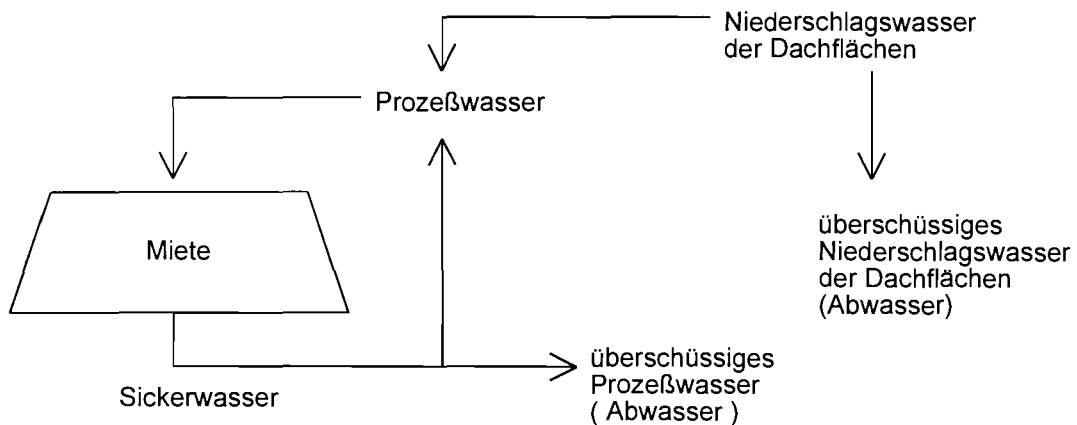 Niederschlagswasser
der Dachflächen
Prozeßwasser
Miete
überschüssiges
Niederschlagswasser
der Dachflächen
(Abwasser)
Sickerwasser
überschüssiges
Prozeßwasser
( Abwasser )